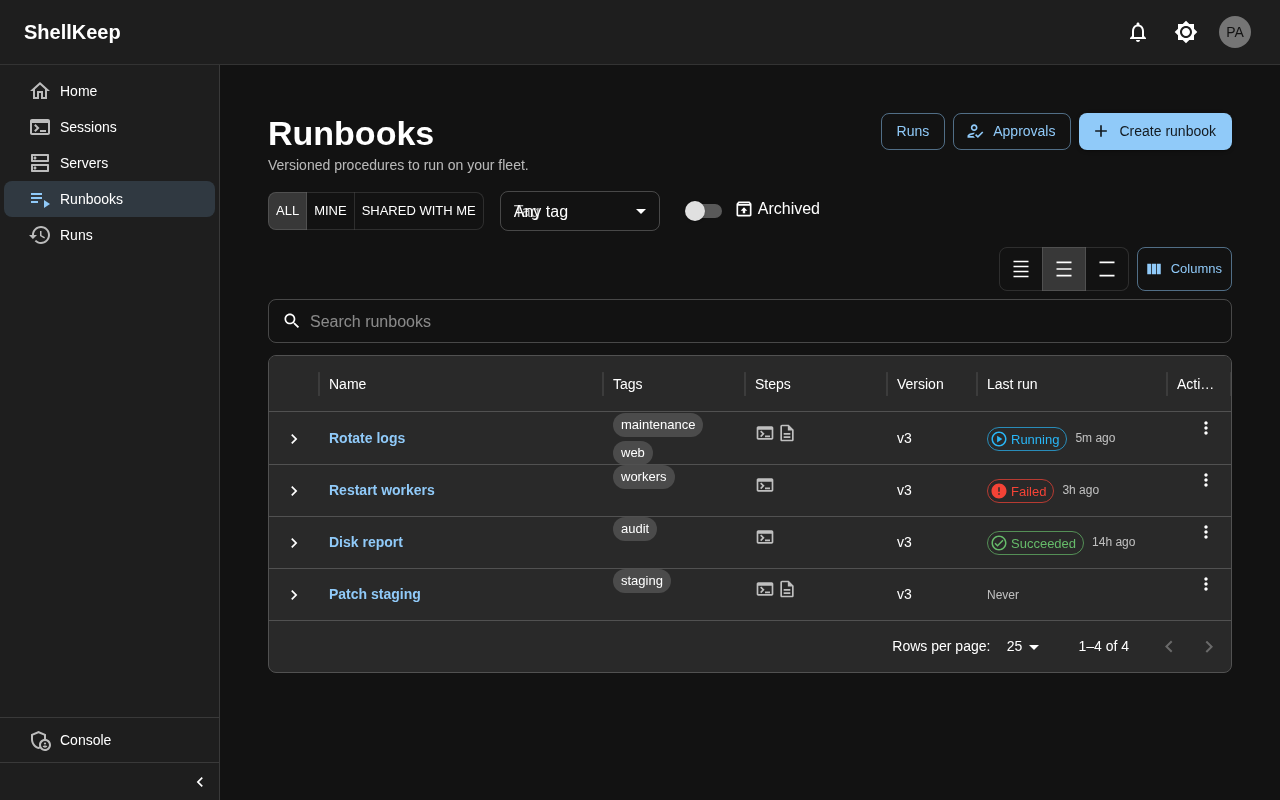 ShellKeep
PA
Home
Sessions
Servers
Runbooks
Runs
Console
Runbooks
Versioned procedures to run on your fleet.
Runs
Approvals
Create runbook
ALL
MINE
SHARED WITH ME
Tag
Any tag
Archived
Columns
Search runbooks
Name Tags Steps Version Last run Acti…
Rotate logs maintenance web v3 Running 5m ago
Restart workers workers v3 Failed 3h ago
Disk report audit v3 Succeeded 14h ago
Patch staging staging v3 Never
Rows per page: 25 1–4 of 4